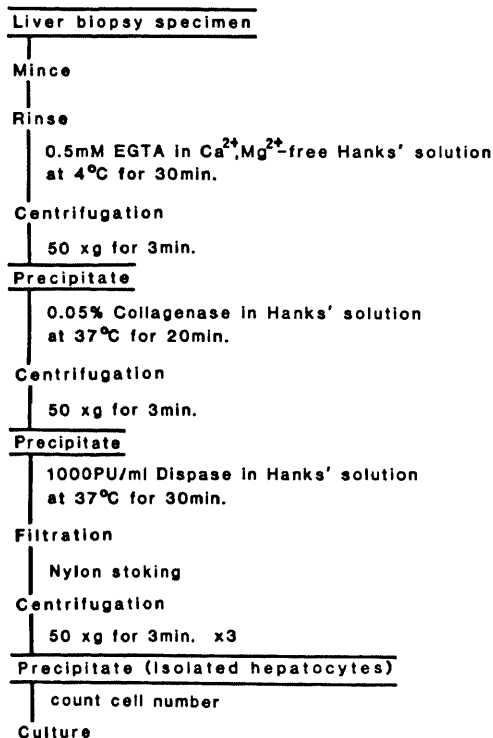 Liver biopsy specimen
Mince
Rinse
0.5mM EGTA in Ca²⁺,Mg²⁺-free Hanks' solution
at 4°C for 30min.
Centrifugation
50 xg for 3min.
Precipitate
0.05% Collagenase in Hanks' solution
at 37°C for 20min.
Centrifugation
50 xg for 3min.
Precipitate
1000PU/ml Dispase in Hanks' solution
at 37°C for 30min.
Filtration
Nylon stoking
Centrifugation
50 xg for 3min. x3
Precipitate (Isolated hepatocytes)
count cell number
Culture